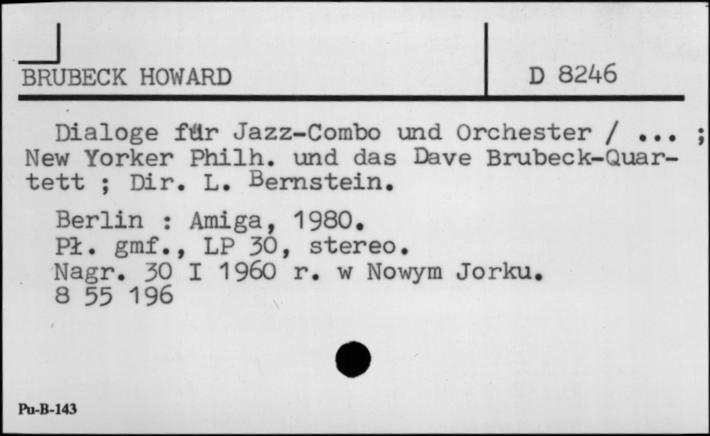 BRUBECK HOWARD
D 8246
Dialoge für Jazz-Combo und Orchester / ... ;
New Yorker Philh. und das Dave Brubeck-Quar-
tett ; Dir. L. Bernstein.
Berlin : Amiga, 1980.
Pł. gmf., LP 30, stereo.
Nagr. 30 I 1960 r. w Nowym Jorku.
8 55 196
Pu-B-143